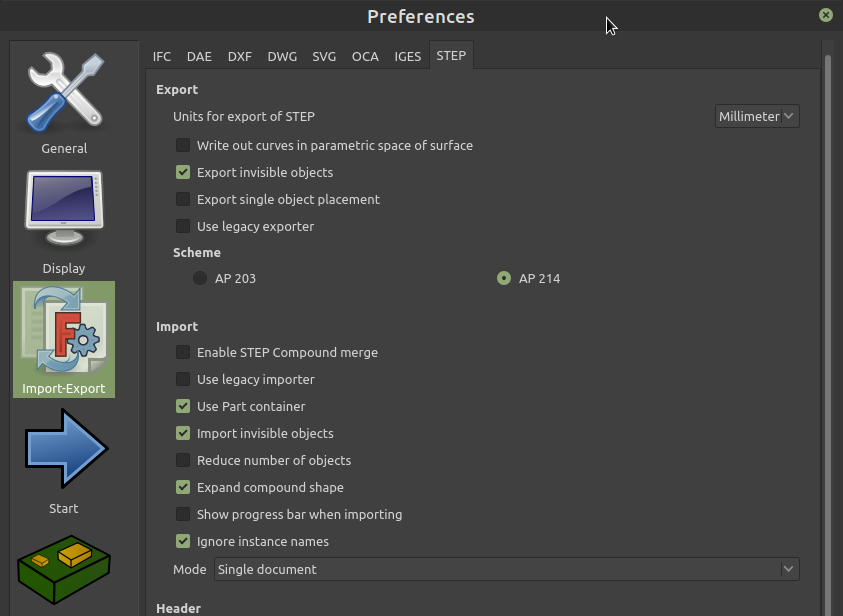 Preferences
IFC DAE DXF DWG SVG OCA IGES STEP
General
Display
Import-Export
Start
Export
Units for export of STEP Millimeter
Write out curves in parametric space of surface
Export invisible objects
Export single object placement
Use legacy exporter
Scheme
AP 203 AP 214
Import
Enable STEP Compound merge
Use legacy importer
Use Part container
Import invisible objects
Reduce number of objects
Expand compound shape
Show progress bar when importing
Ignore instance names
Mode Single document
Header